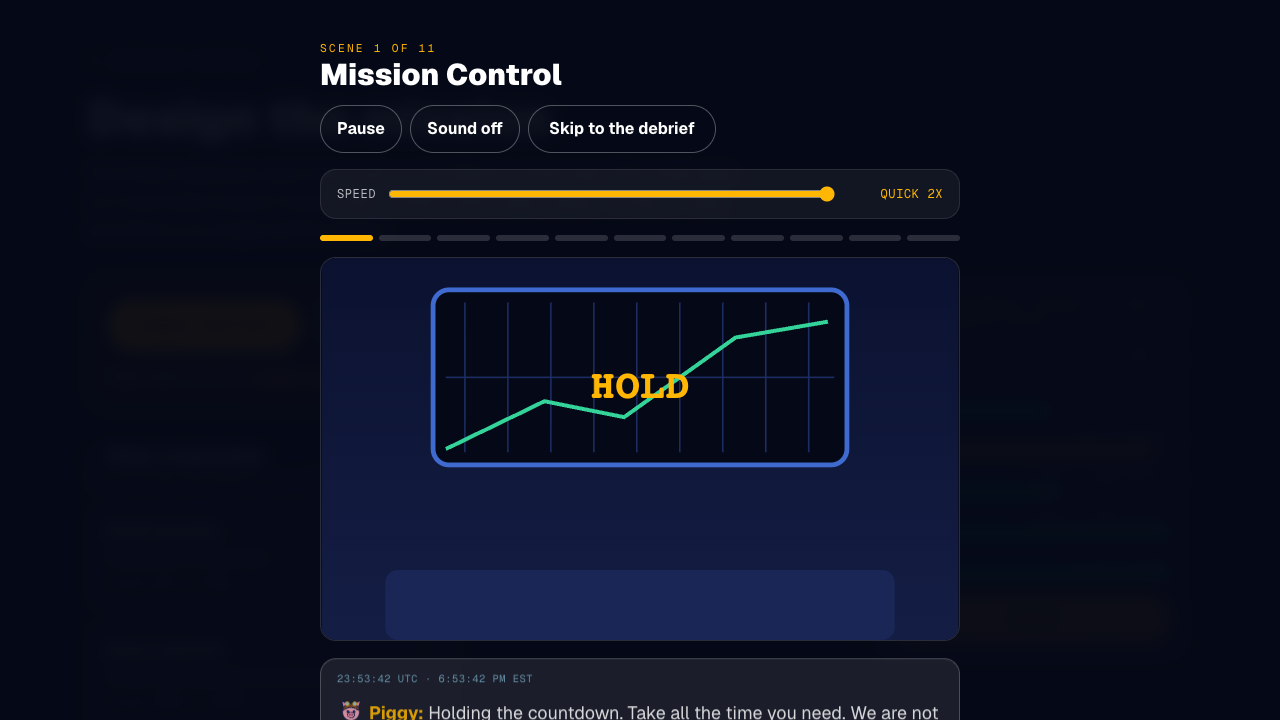 SCENE 1 OF 11
Mission Control
Pause
Sound off
Skip to the debrief
SPEED
QUICK 2X
HOLD
23:53:42 UTC · 6:53:42 PM EST
Piggy: Holding the countdown. Take all the time you need. We are not